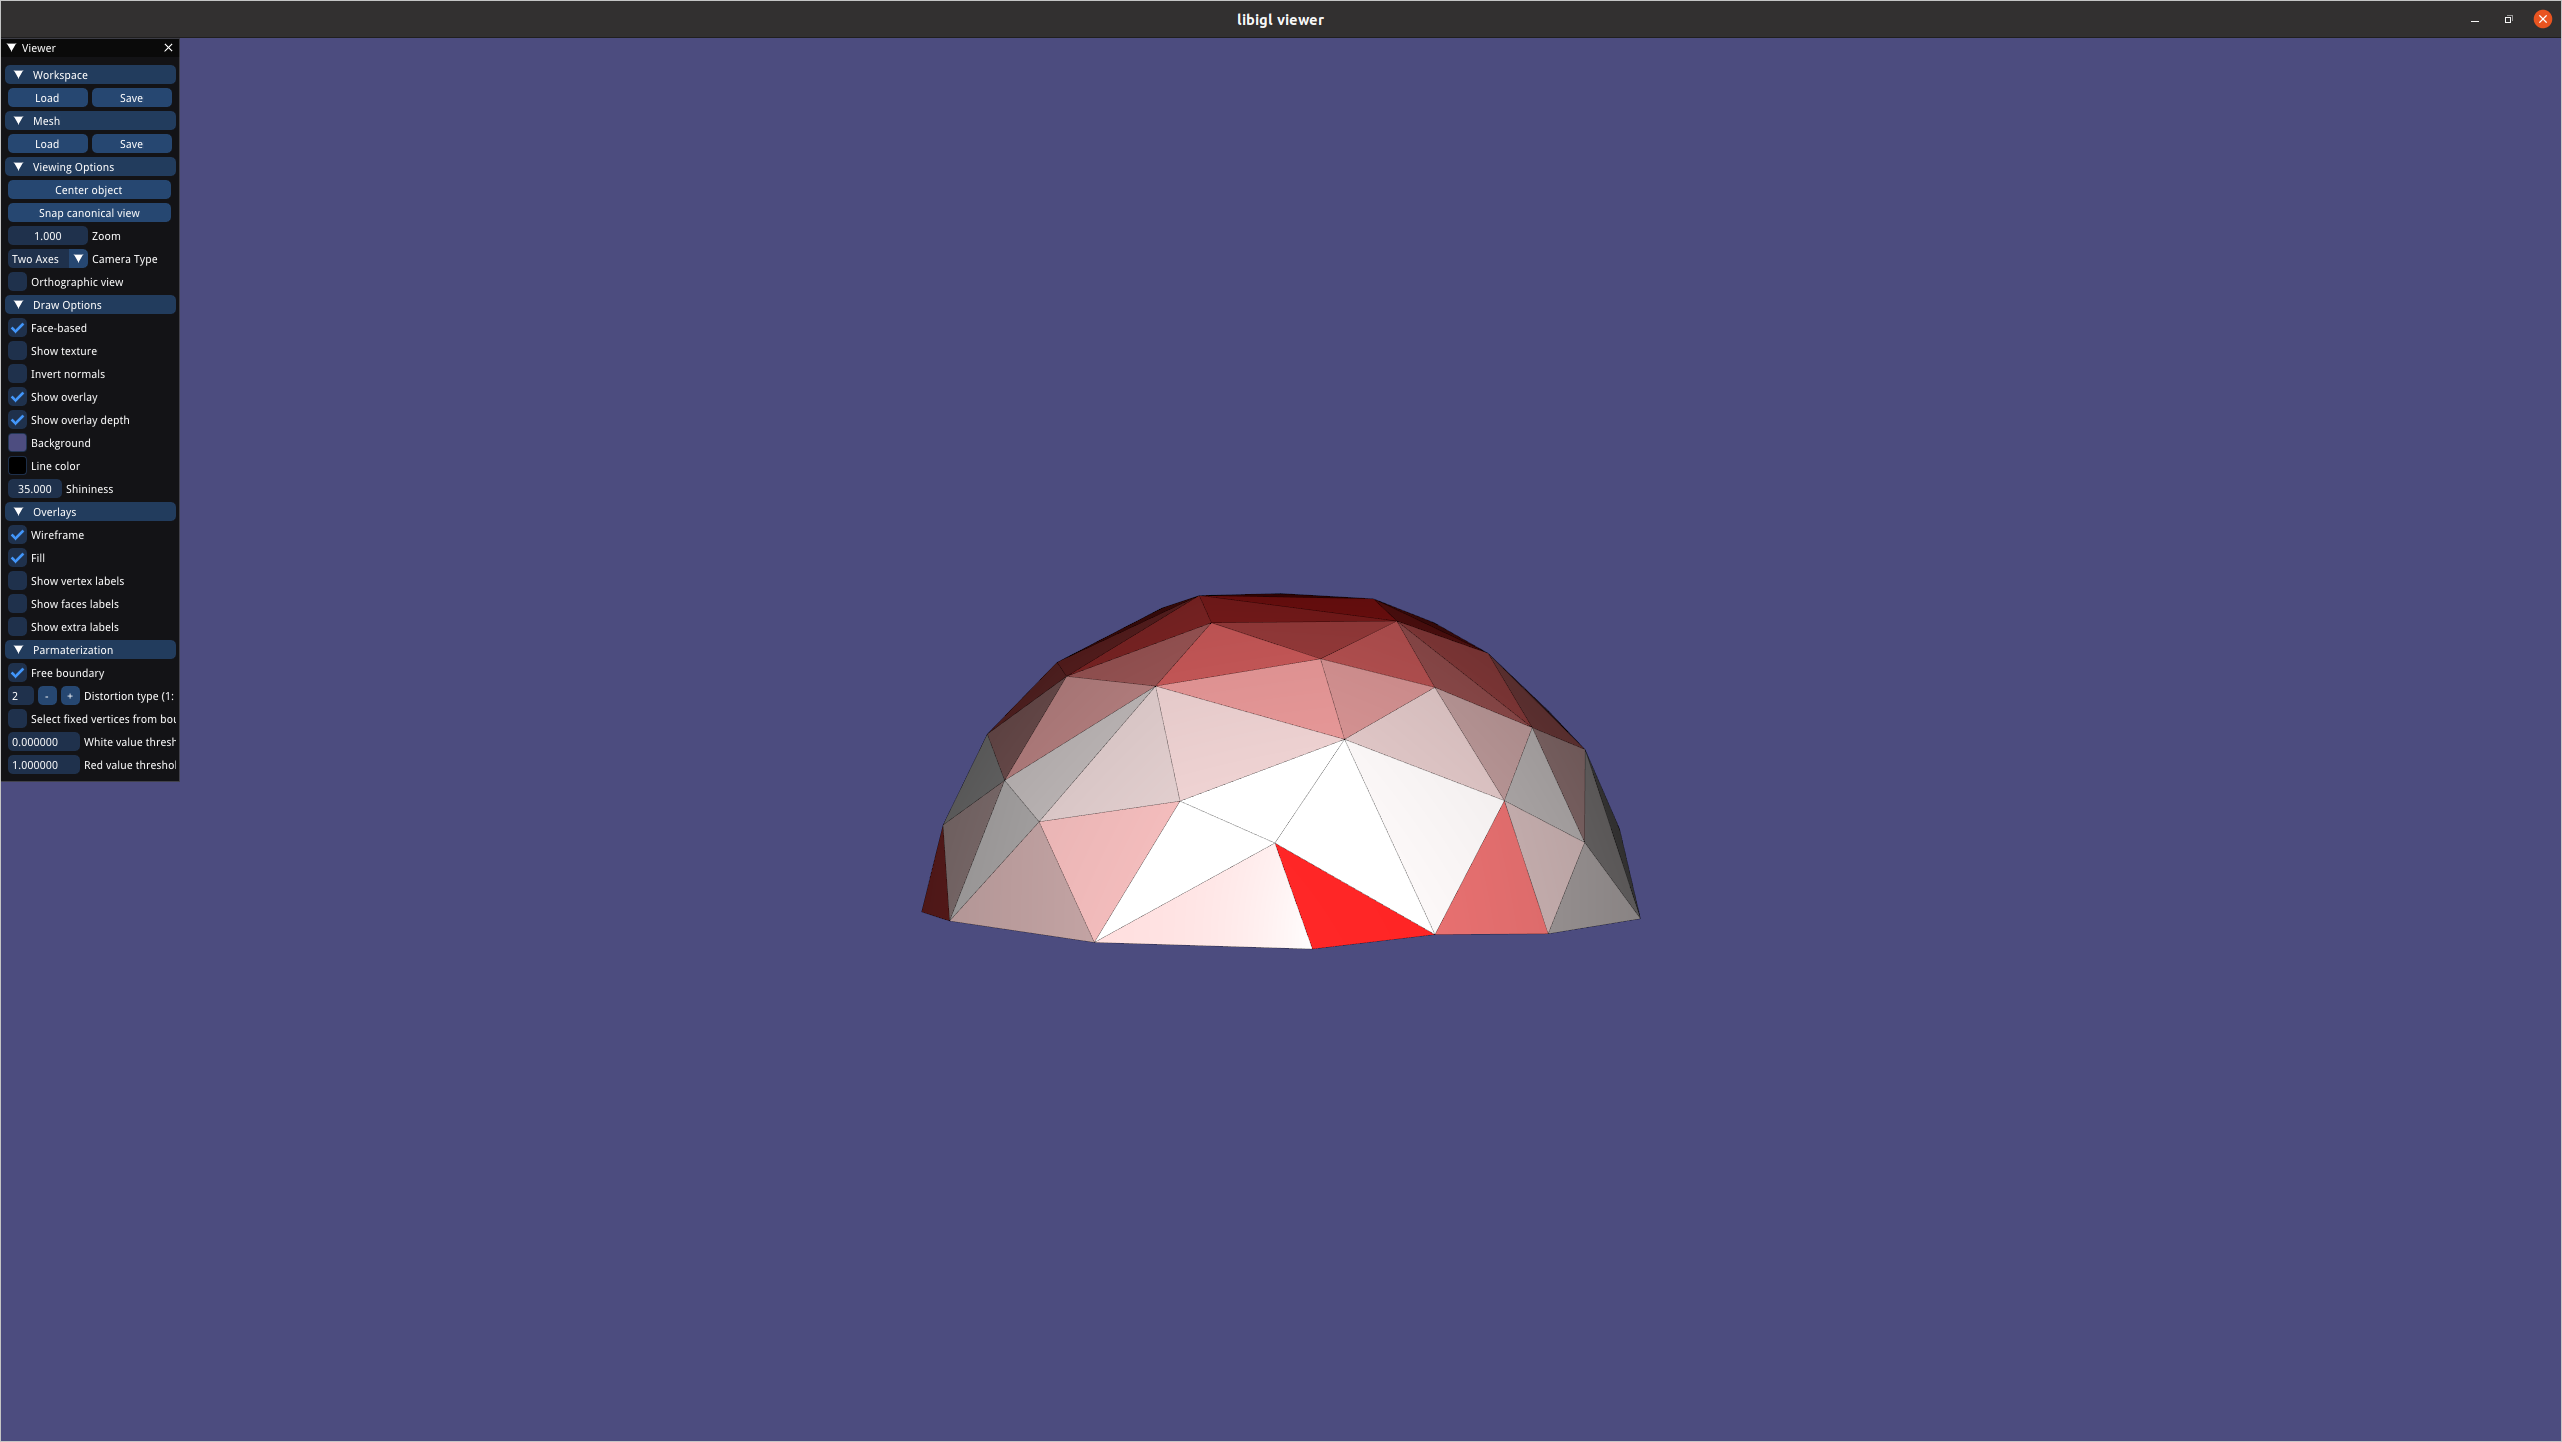 libigl viewer
Viewer
Workspace
Load Save
Mesh
Load Save
Viewing Options
Center object
Snap canonical view
1.000 Zoom
Two Axes Camera Type
Orthographic view
Draw Options
Face-based
Show texture
Invert normals
Show overlay
Show overlay depth
Background
Line color
35.000 Shininess
Overlays
Wireframe
Fill
Show vertex labels
Show faces labels
Show extra labels
Parmaterization
Free boundary
2 - + Distortion type (1:
Select fixed vertices from bou
0.000000 White value thresh
1.000000 Red value threshol